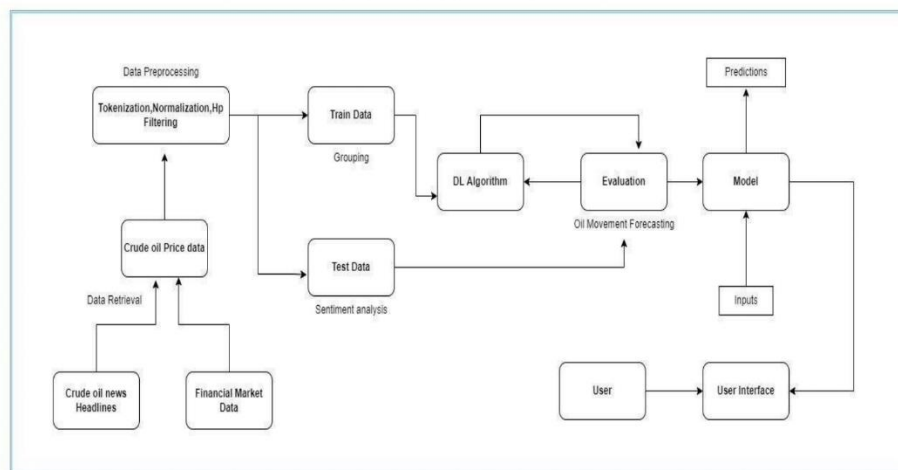 Data Preprocessing
Tokenization,Normalization,Hp
Filtering
Train Data
Grouping
Predictions
DL Algorithm
Evaluation
Model
Oil Movement Forecasting
Crude oil Price data
Test Data
Sentiment analysis
Data Retrieval
Inputs
Crude oil news
Headlines
Financial Market
Data
User
User Interface